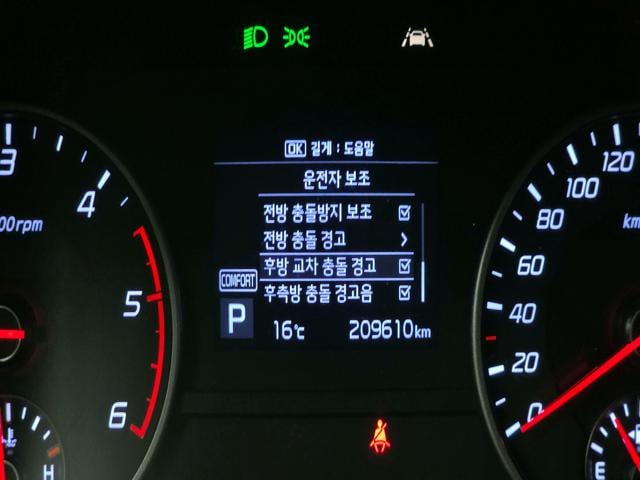 OK 길게 : 도움말
운전자 보조
전방 충돌방지 보조
전방 충돌 경고
후방 교차 충돌 경고
후측방 충돌 경고음
COMFORT
P
16℃ 209610km
3
4
5
6
00rpm
H
0
20
40
60
80
100
120
km
E